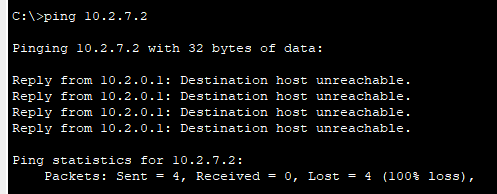 C:\>ping 10.2.7.2
Pinging 10.2.7.2 with 32 bytes of data:
Reply from 10.2.0.1: Destination host unreachable.
Reply from 10.2.0.1: Destination host unreachable.
Reply from 10.2.0.1: Destination host unreachable.
Reply from 10.2.0.1: Destination host unreachable.
Ping statistics for 10.2.7.2:
    Packets: Sent = 4, Received = 0, Lost = 4 (100% loss),